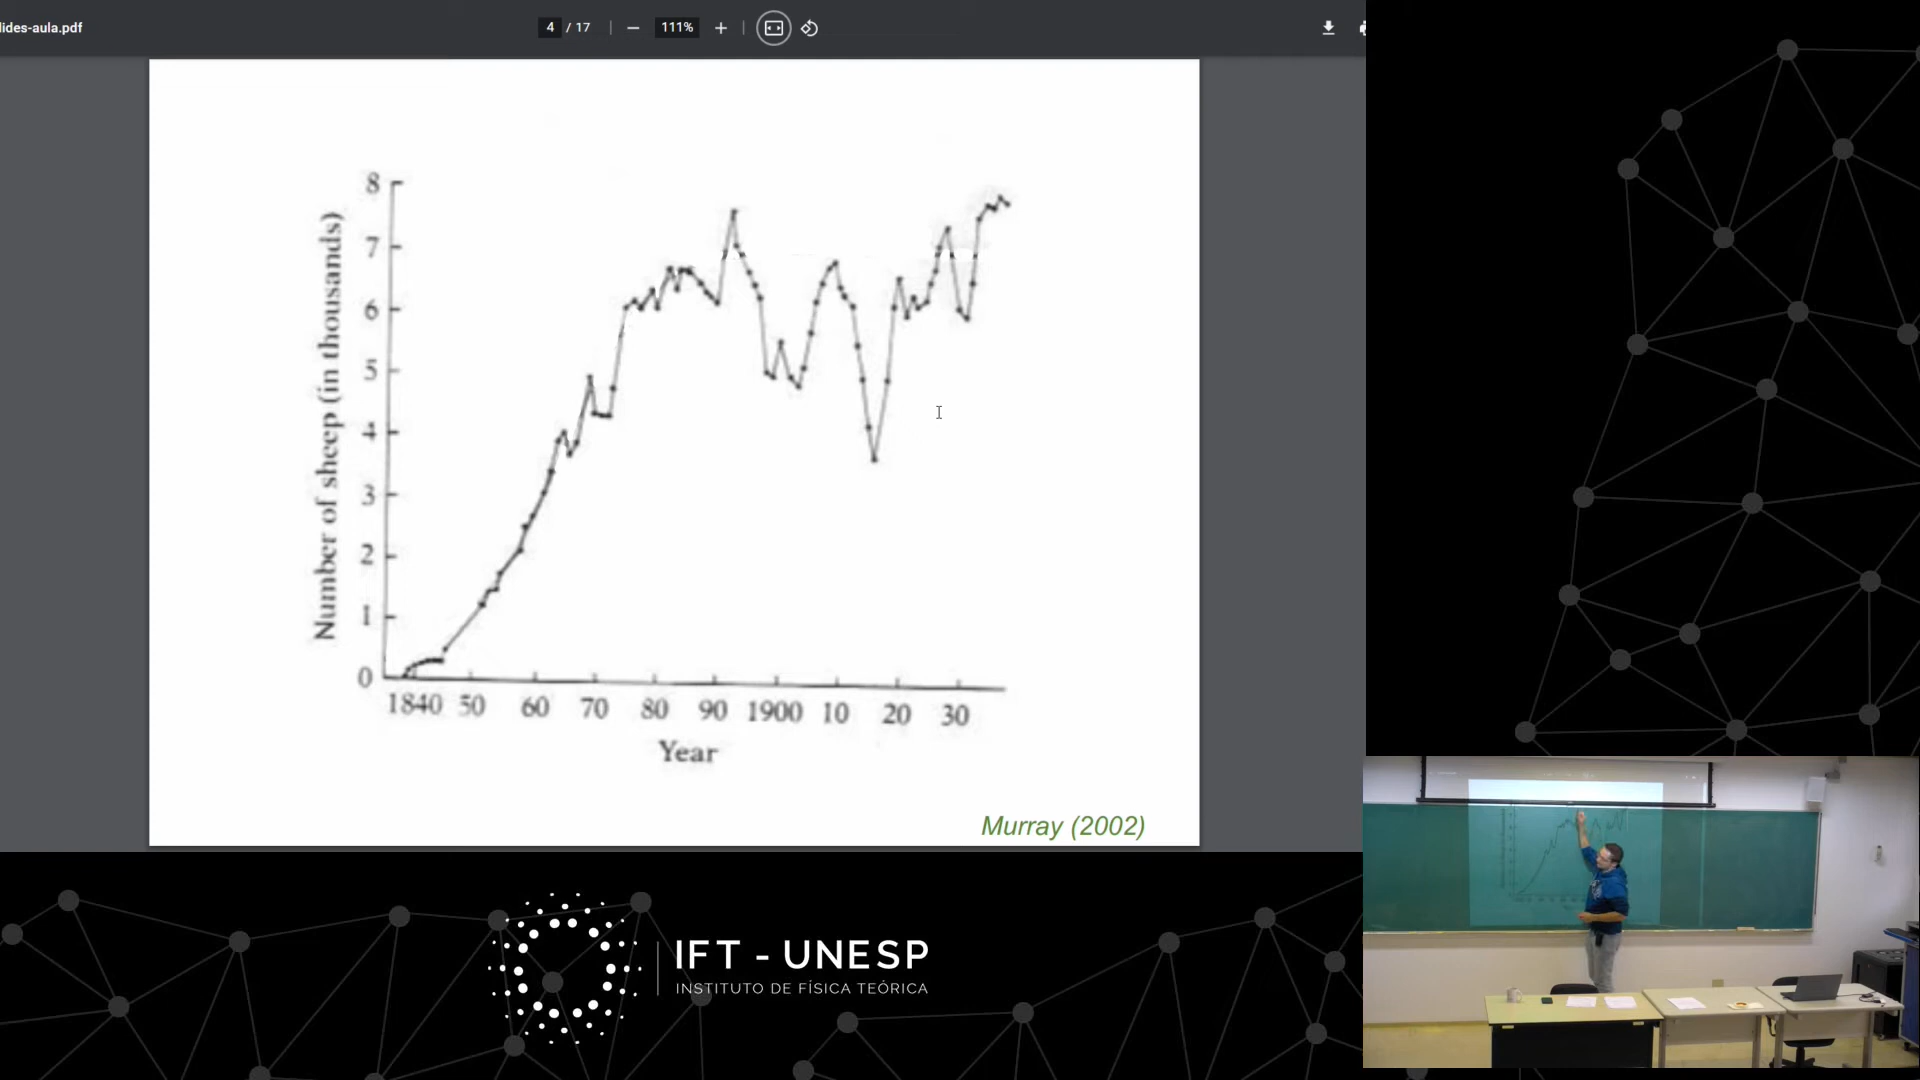 lides-aula.pdf
4 / 17
111%
8
7
6
5
4
3
2
1
0
Number of sheep (in thousands)
1840 50 60 70 80 90 1900 10 20 30
Year
Murray (2002)
IFT - UNESP
INSTITUTO DE FÍSICA TEÓRICA